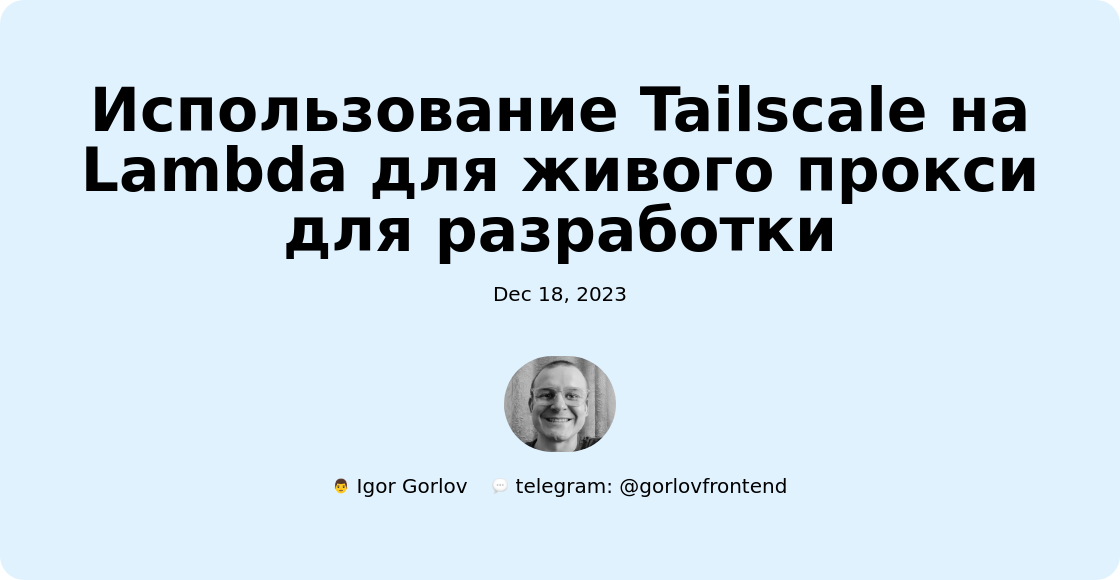 Использование Tailscale на
Lambda для живого прокси
для разработки
Dec 18, 2023
Igor Gorlov telegram: @gorlovfrontend